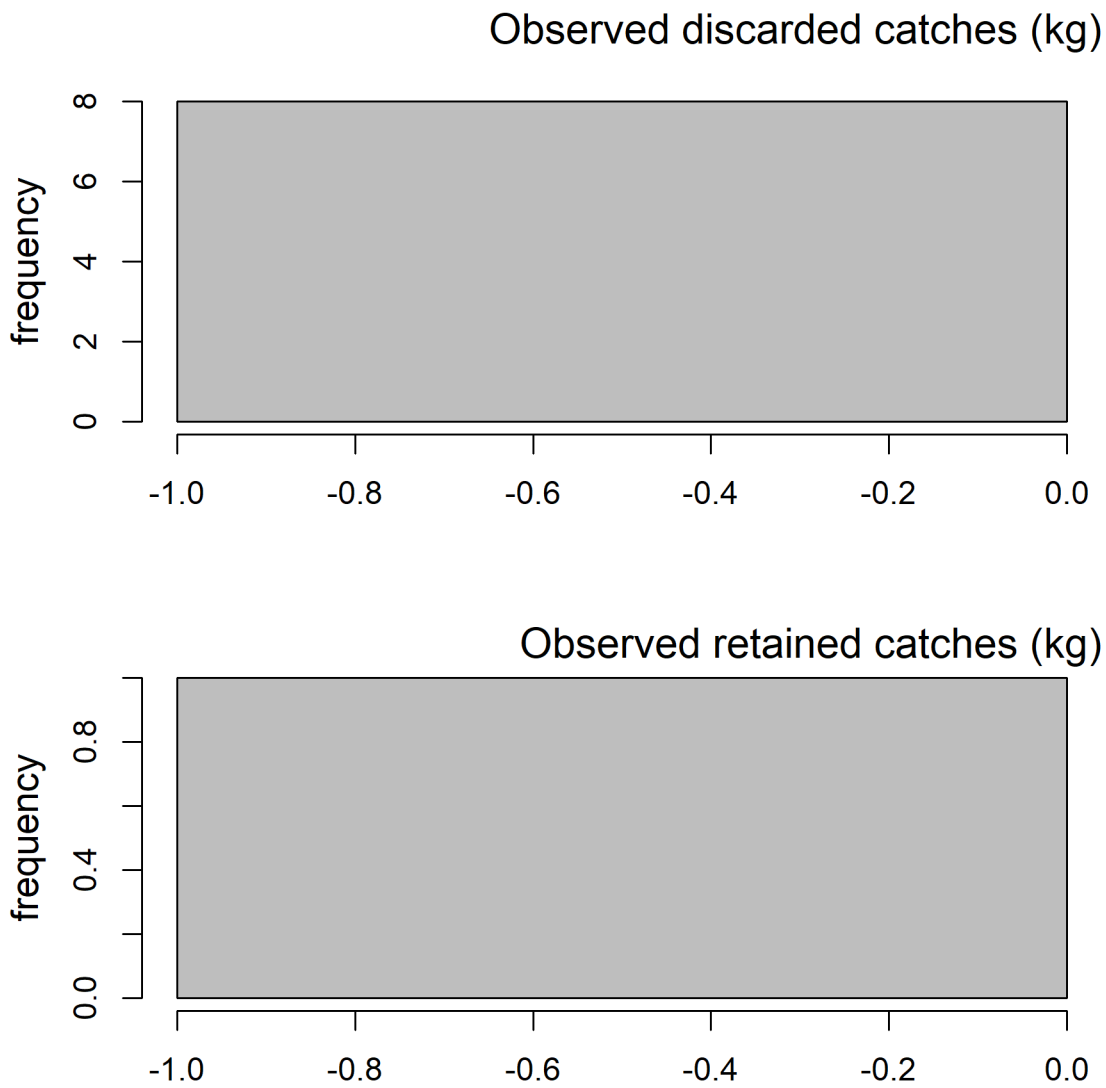 Observed discarded catches (kg)
frequency
8
6
4
2
0
-1.0 -0.8 -0.6 -0.4 -0.2 0.0
Observed retained catches (kg)
frequency
0.8
0.4
0.0
-1.0 -0.8 -0.6 -0.4 -0.2 0.0